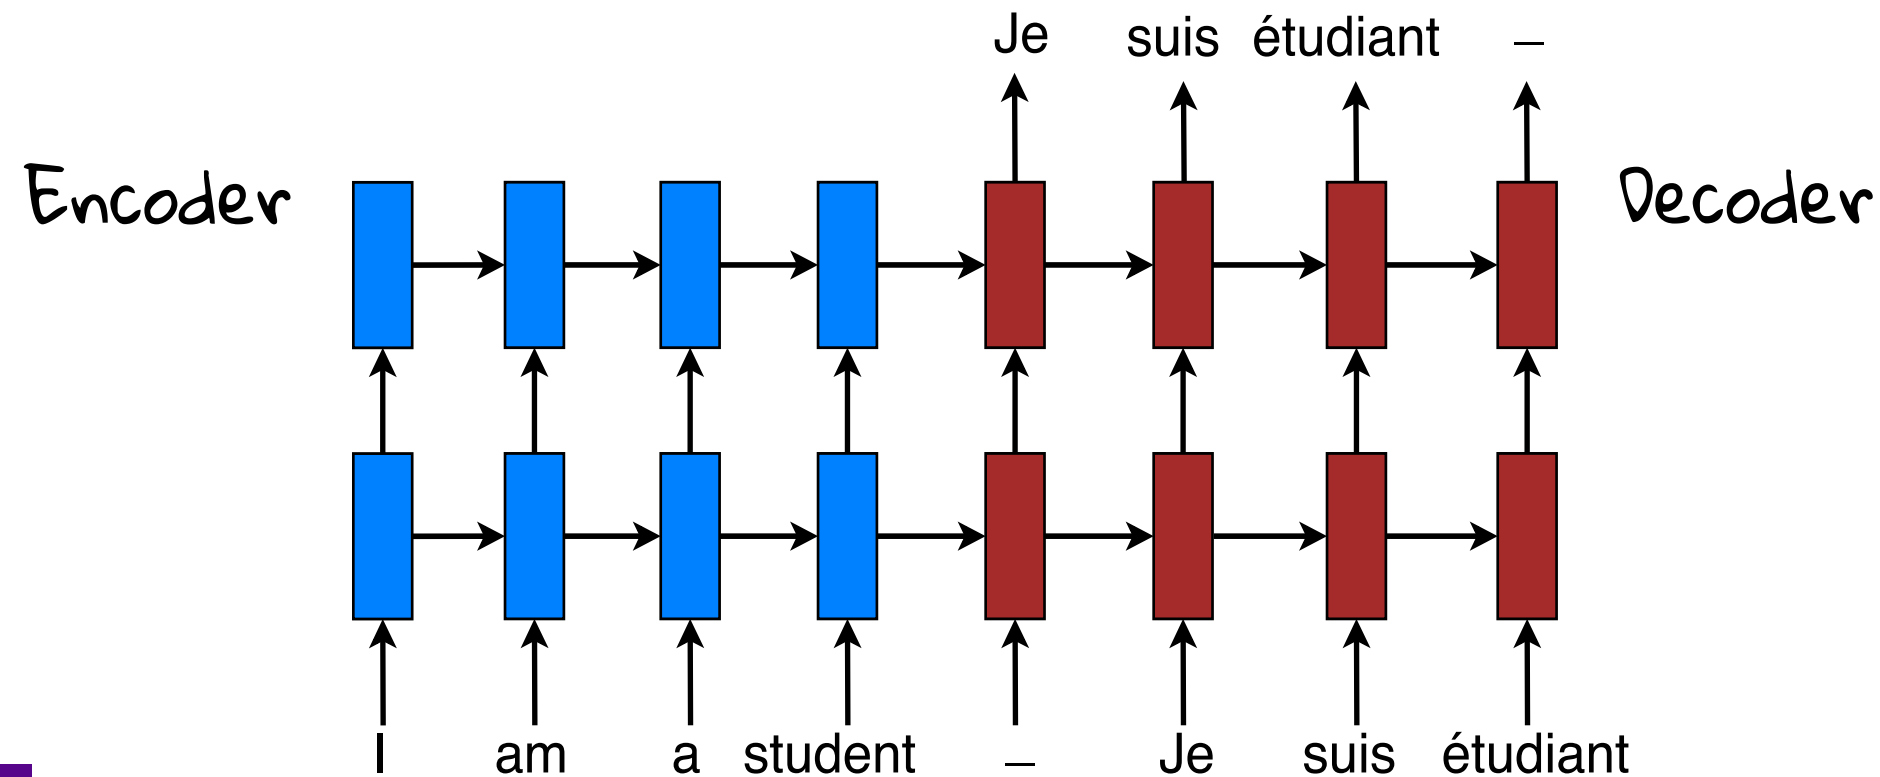 Je suis étudiant _
Encoder Decoder
I am a student _ Je suis étudiant